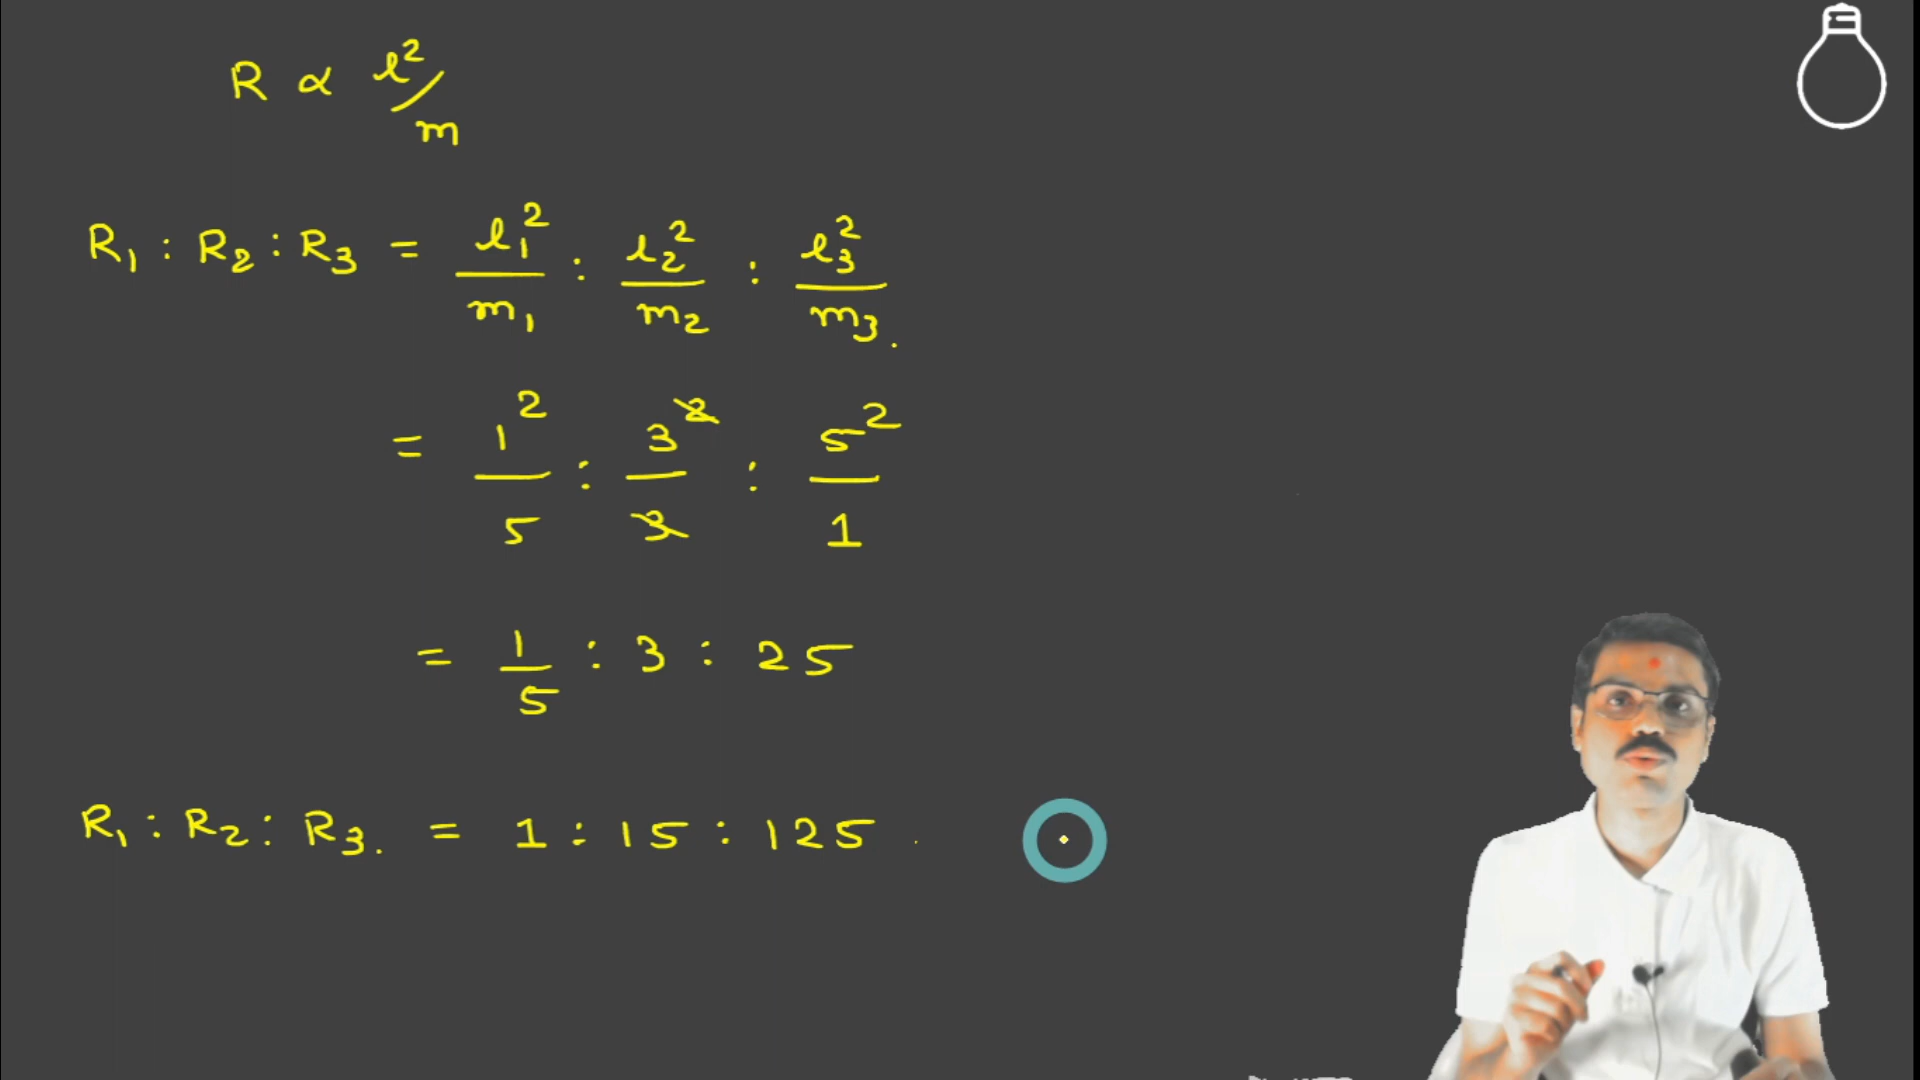 R ∝ l²/m
R₁ : R₂ : R₃ = l₁²/m₁ : l₂²/m₂ : l₃²/m₃.
= 1²/5 : 3²/3 : 5²/1
= 1/5 : 3 : 25
R₁ : R₂ : R₃. = 1 : 15 : 125.